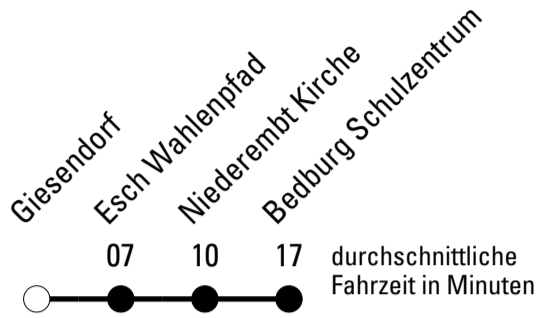 Giesendorf
Esch Wahlenpfad
Niederembt Kirche
Bedburg Schulzentrum
07 10 17
durchschnittliche
Fahrzeit in Minuten